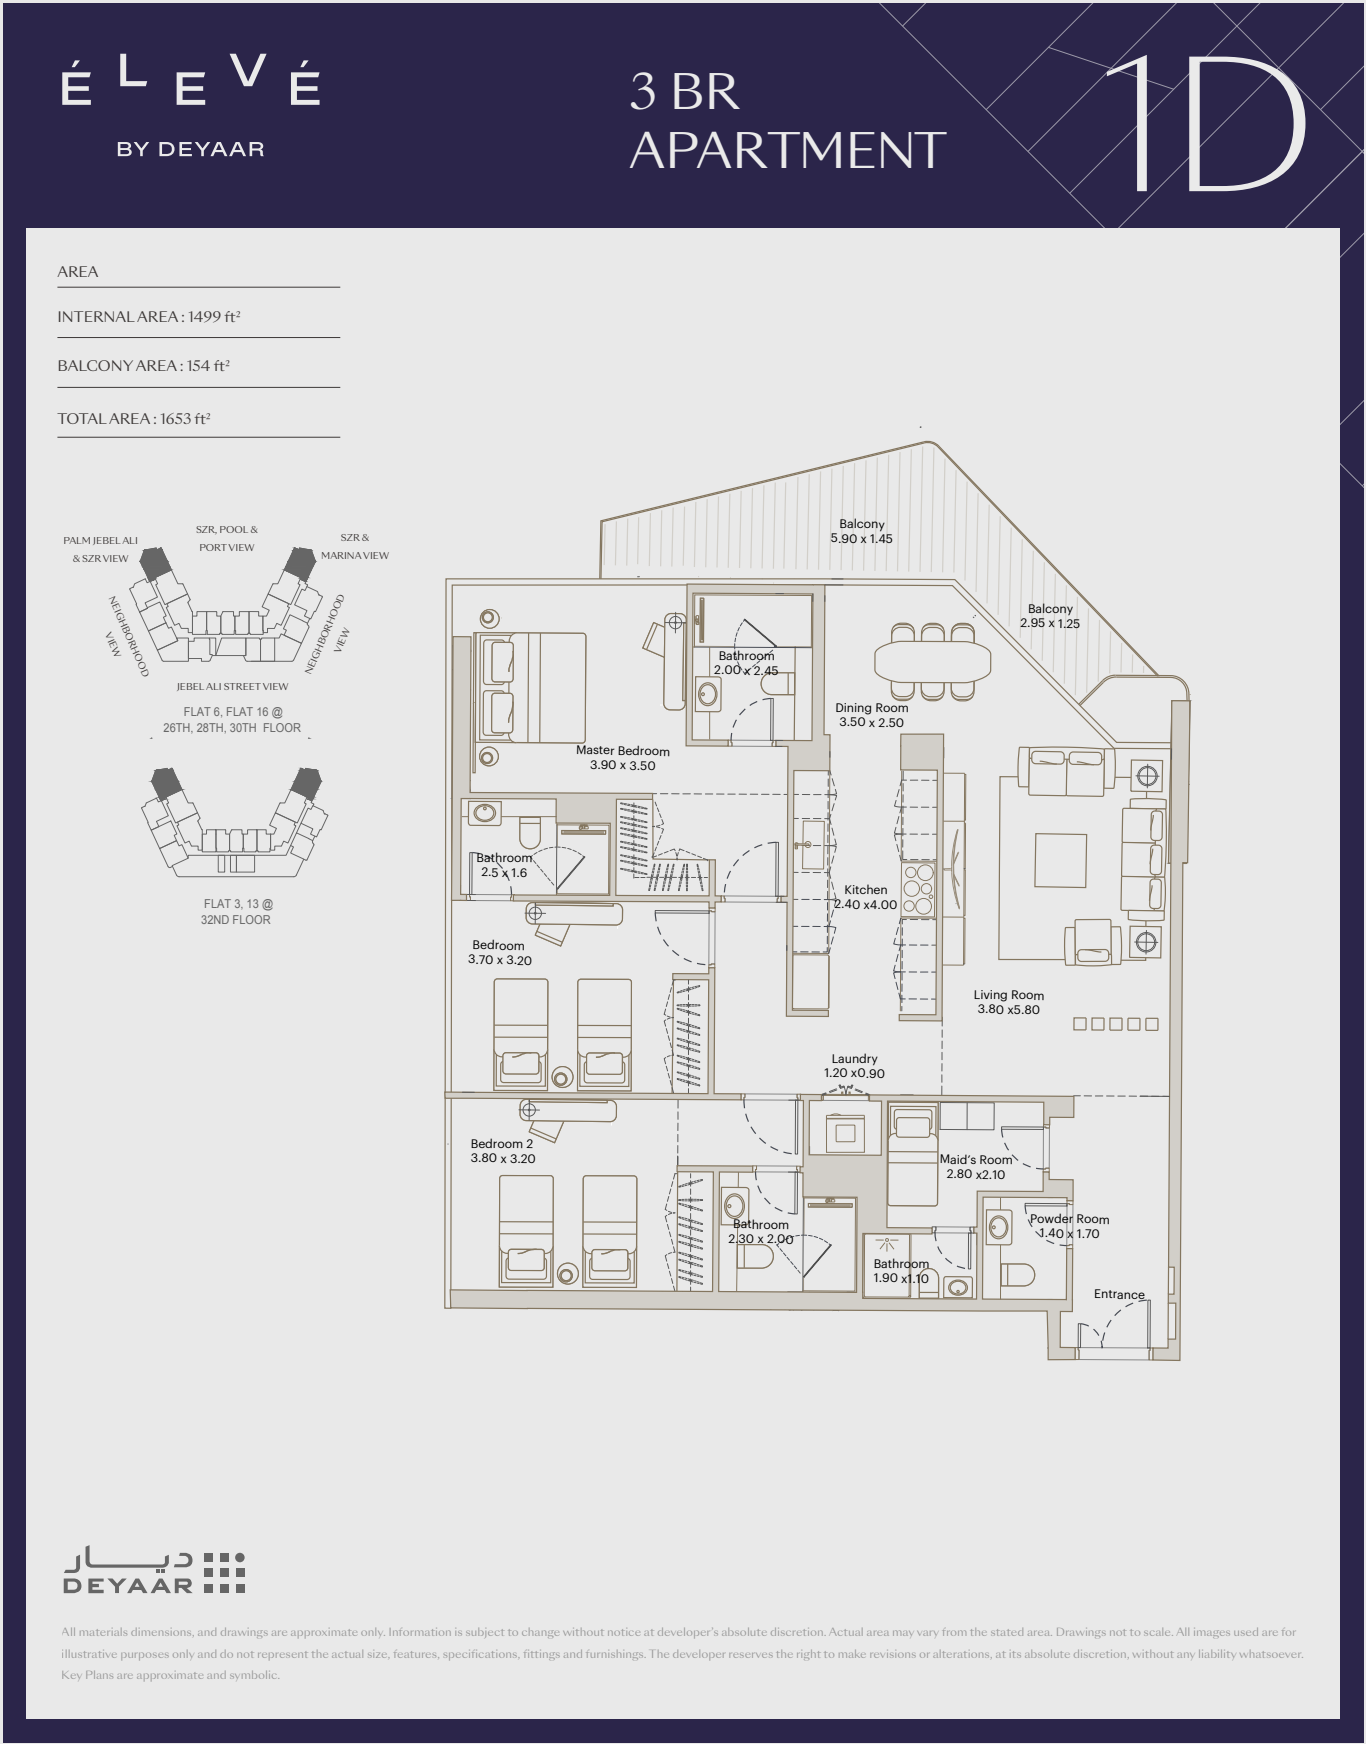 ÉLEVÉ
BY DEYAAR
3 BR
APARTMENT
1D
AREA
INTERNAL AREA : 1499 ft²
BALCONY AREA : 154 ft²
TOTAL AREA : 1653 ft²
PALM JEBEL ALI
& SZR VIEW
SZR, POOL &
PORT VIEW
SZR &
MARINA VIEW
NEIGHBORHOOD
VIEW
NEIGHBORHOOD
VIEW
JEBEL ALI STREET VIEW
FLAT 6, FLAT 16 @
26TH, 28TH, 30TH FLOOR
FLAT 3, 13 @
32ND FLOOR
Balcony
5.90 x 1.45
Balcony
2.95 x 1.25
Bathroom
2.00 x 2.45
Dining Room
3.50 x 2.50
Master Bedroom
3.90 x 3.50
Bathroom
2.5 x 1.6
Kitchen
2.40 x4.00
Bedroom
3.70 x 3.20
Living Room
3.80 x5.80
Laundry
1.20 x0.90
Bedroom 2
3.80 x 3.20
Maid's Room
2.80 x2.10
Bathroom
2.30 x 2.00
Powder Room
1.40 x 1.70
Bathroom
1.90 x1.10
Entrance
ديار
DEYAAR
All materials dimensions, and drawings are approximate only. Information is subject to change without notice at developer's absolute discretion. Actual area may vary from the stated area. Drawings not to scale. All images used are for
illustrative purposes only and do not represent the actual size, features, specifications, fittings and furnishings. The developer reserves the right to make revisions or alterations, at its absolute discretion, without any liability whatsoever.
Key Plans are approximate and symbolic.